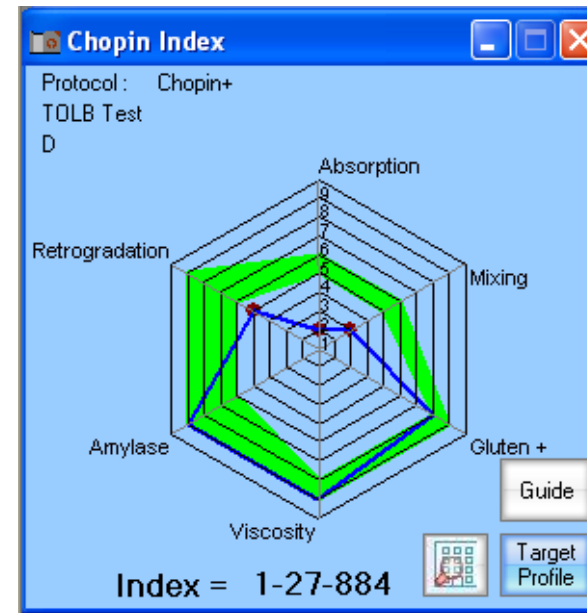 Chopin Index
Protocol : Chopin+
TOLB Test
D
Absorption
9
8
7
6
5
4
3
2
1
Retrogradation
Mixing
Amylase
Gluten +
Viscosity
Guide
Target
Profile
Index = 1-27-884